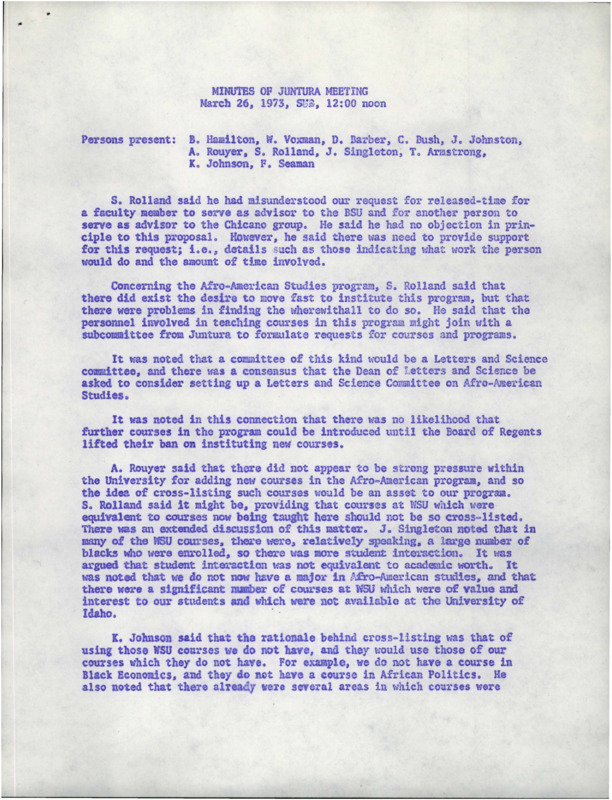 MINUTES OF JUNTURA MEETING
March 26, 1973, SUB, 12:00 noon
Persons present: B. Hamilton, W. Voxman, D. Barber, C. Bush, J. Johnston,
A. Rouyer, S. Rolland, J. Singleton, T. Armstrong,
K. Johnson, F. Seaman
S. Rolland said he had misunderstood our request for released-time for
a faculty member to serve as advisor to the BSU and for another person to
serve as advisor to the Chicano group. He said he had no objection in prin-
ciple to this proposal. However, he said there was need to provide support
for this request; i.e., details such as those indicating what work the person
would do and the amount of time involved.
Concerning the Afro-American Studies program, S. Rolland said that
there did exist the desire to move fast to institute this program, but that
there were problems in finding the wherewithall to do so. He said that the
personnel involved in teaching courses in this program might join with a
subcommittee from Juntura to formulate requests for courses and programs.
It was noted that a committee of this kind would be a Letters and Science
committee, and there was a consensus that the Dean of Letters and Science be
asked to consider setting up a Letters and Science Committee on Afro-American
Studies.
It was noted in this connection that there was no likelihood that
further courses in the program could be introduced until the Board of Regents
lifted their ban on instituting new courses.
A. Rouyer said that there did not appear to be strong pressure within
the University for adding new courses in the Afro-American program, and so
the idea of cross-listing such courses would be an asset to our program.
S. Rolland said it might be, providing that courses at WSU which were
equivalent to courses now being taught here should not be so cross-listed.
There was an extended discussion of this matter. J. Singleton noted that in
many of the WSU courses, there were, relatively speaking, a large number of
blacks who were enrolled, so there was more student interaction. It was
argued that student interaction was not equivalent to academic worth. It
was noted that we do not now have a major in Afro-American studies, and that
there were a significant number of courses at WSU which were of value and
interest to our students and which were not available at the University of
Idaho.
K. Johnson said that the rationale behind cross-listing was that of
using those WSU courses we do not have, and they would use those of our
courses which they do not have. For example, we do not have a course in
Black Economics, and they do not have a course in African Politics. He
also noted that there already were several areas in which courses were